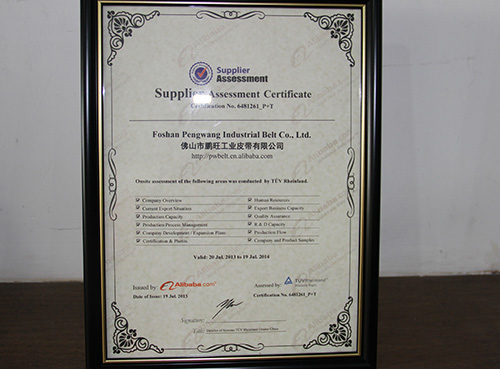 Supplier
Assessment
Supplier Assessment Certificate
Certification No. 6481261_P+T
Foshan Pengwang Industrial Belt Co., Ltd.
佛山市鹏旺工业皮带有限公司
http://pwbelt.en.alibaba.com
Onsite assessment of the following areas was conducted by TÜV Rheinland.
Company Overview
Human Resources
Current Export Situation
Export Business Capacity
Production Capacity
Quality Assurance
Production Process Management
R & D Capacity
Company Development / Expansion Plans
Production Flow
Certification & Photos
Company and Product Samples
Valid: 20 Jul. 2013 to 19 Jul. 2014
Issued by Alibaba.com
Assessed by: TÜVRheinland
Date of Issue: 19 Jul. 2013
Certification No. 6481261_P+T
Signature:
Title: